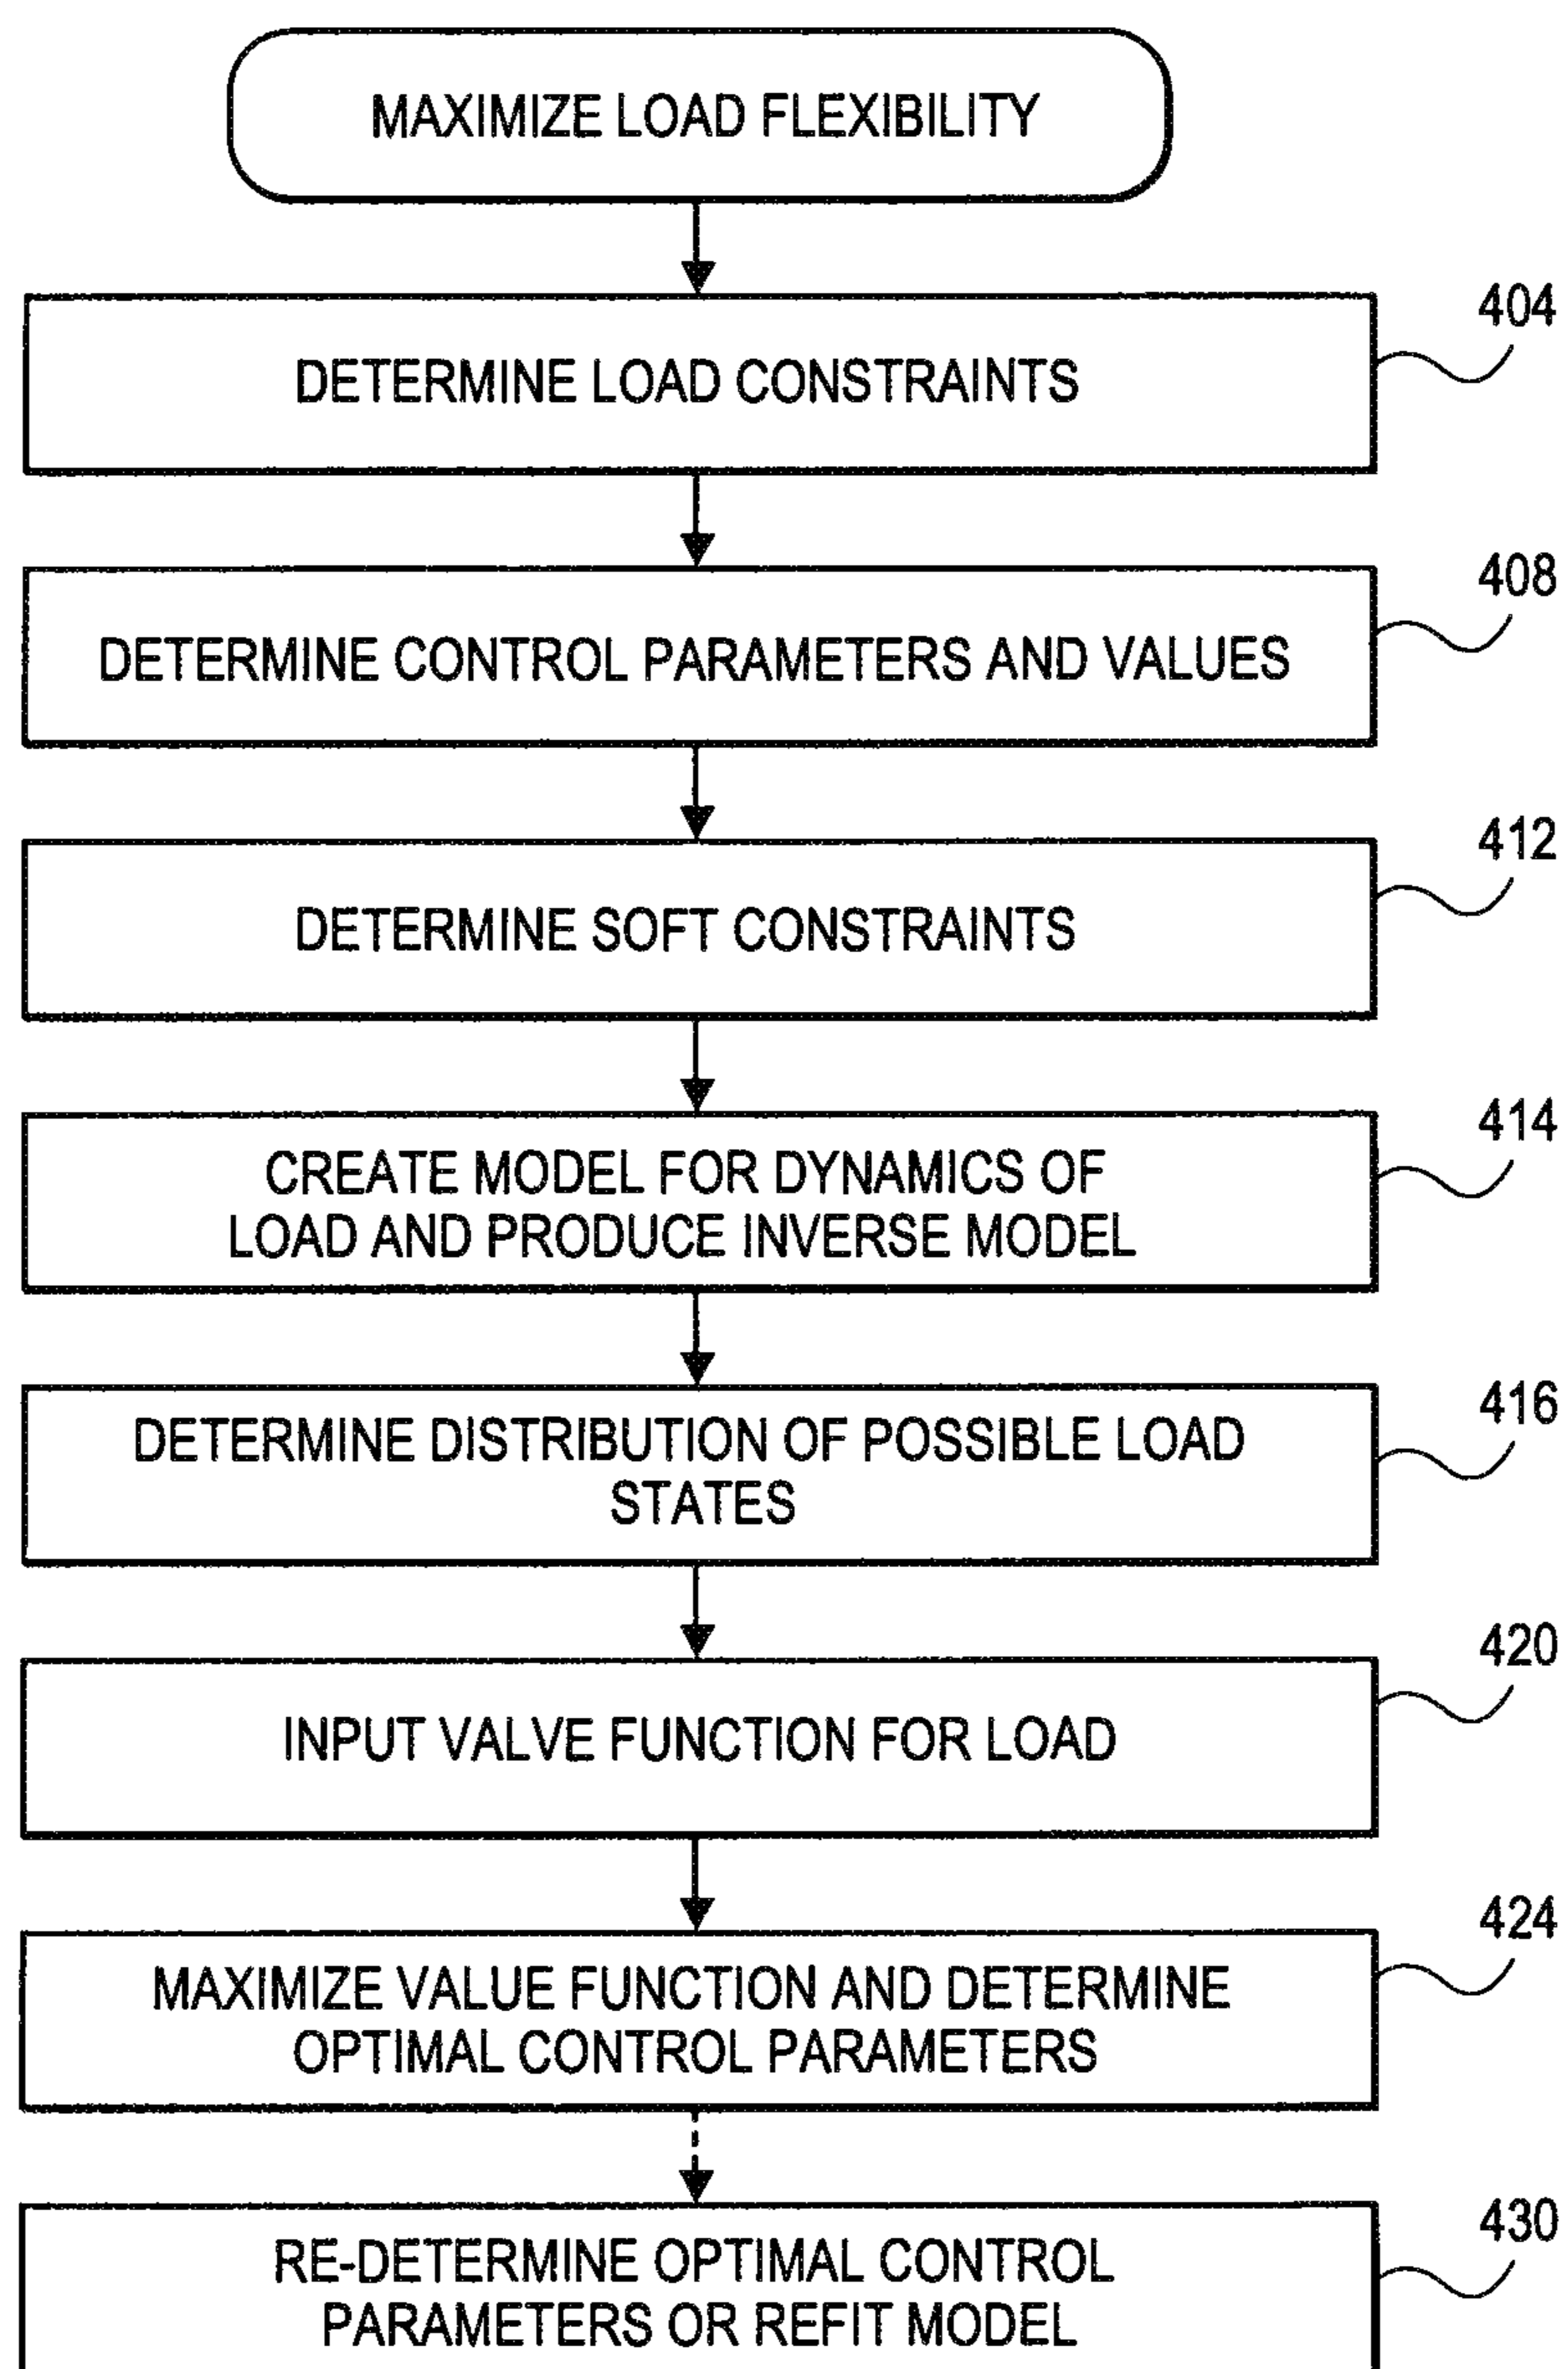 MAXIMIZE LOAD FLEXIBILITY
404
DETERMINE LOAD CONSTRAINTS
408
DETERMINE CONTROL PARAMETERS AND VALUES
412
DETERMINE SOFT CONSTRAINTS
414
CREATE MODEL FOR DYNAMICS OF
LOAD AND PRODUCE INVERSE MODEL
416
DETERMINE DISTRIBUTION OF POSSIBLE LOAD
STATES
420
INPUT VALVE FUNCTION FOR LOAD
424
MAXIMIZE VALUE FUNCTION AND DETERMINE
OPTIMAL CONTROL PARAMETERS
430
RE-DETERMINE OPTIMAL CONTROL
PARAMETERS OR REFIT MODEL